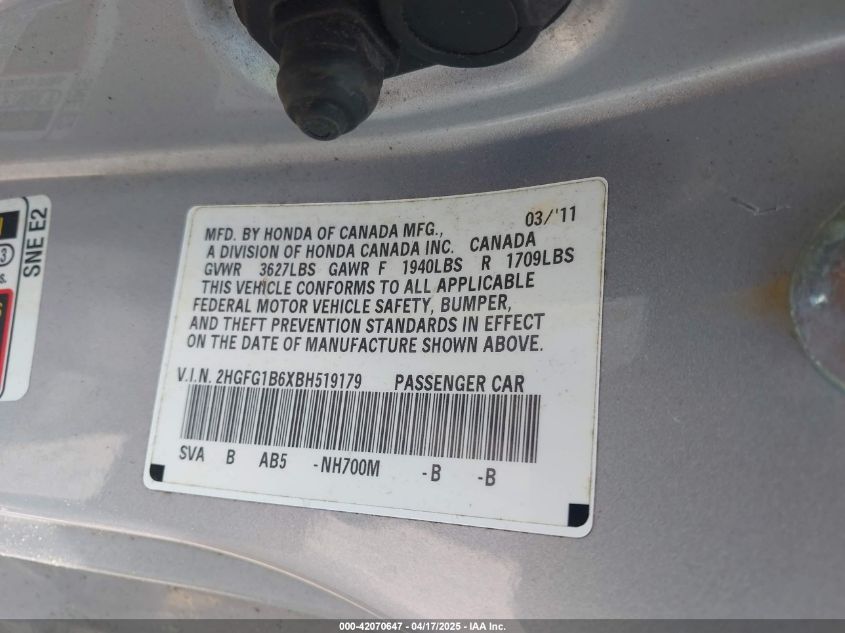 MFD. BY HONDA OF CANADA MFG., 03/'11
A DIVISION OF HONDA CANADA INC. CANADA
GVWR 3627LBS GAWR F 1940LBS R 1709LBS
THIS VEHICLE CONFORMS TO ALL APPLICABLE
FEDERAL MOTOR VEHICLE SAFETY, BUMPER,
AND THEFT PREVENTION STANDARDS IN EFFECT
ON THE DATE OF MANUFACTURE SHOWN ABOVE.
V.I.N. 2HGFG1B6XBH519179 PASSENGER CAR
SVA B AB5 -NH700M -B -B
SNE E2
3
s.
000-42070647 - 04/17/2025 - IAA Inc.